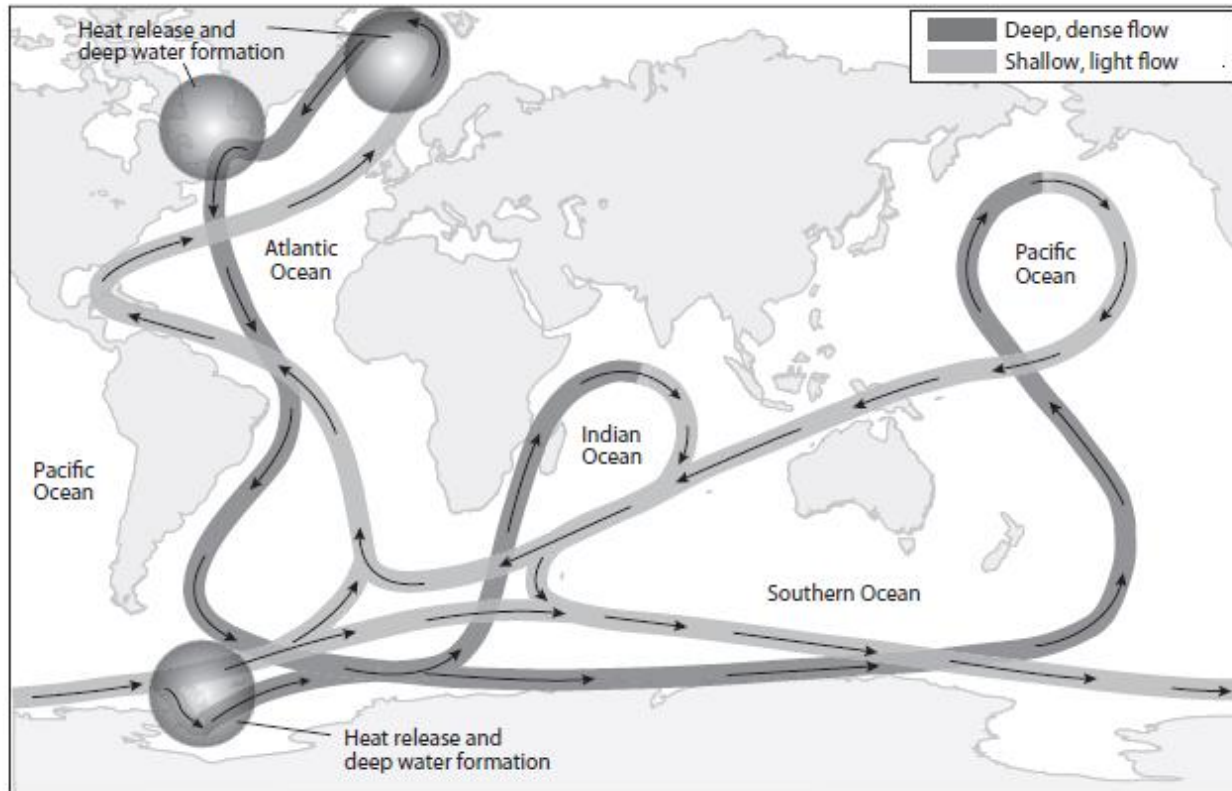 Heat release and
deep water formation
Deep, dense flow
Shallow, light flow
Atlantic
Ocean
Pacific
Ocean
Indian
Ocean
Pacific
Ocean
Southern Ocean
Heat release and
deep water formation